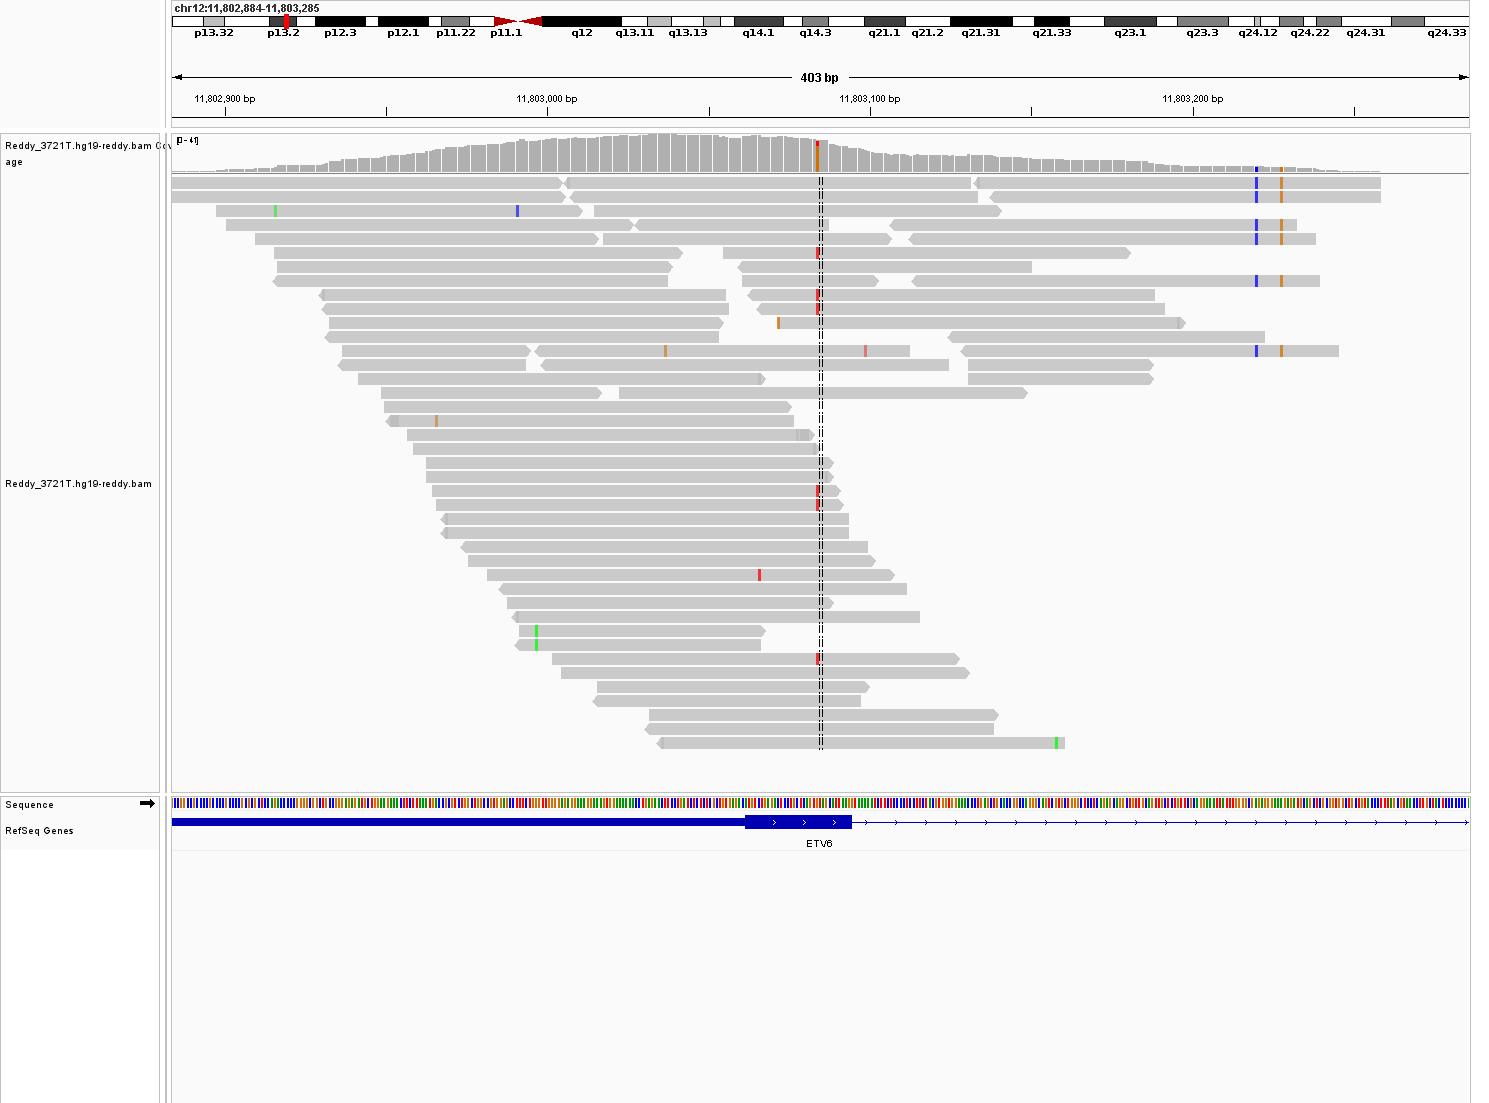 chr12:11,802,884-11,803,285
p13.32 p13.2 p12.3 p12.1 p11.22 p11.1 q12 q13.11 q13.13 q14.1 q14.3 q21.1 q21.2 q21.31 q21.33 q23.1 q23.3 q24.12 q24.22 q24.31 q24.33
403 bp
11,802,900 bp 11,803,000 bp 11,803,100 bp 11,803,200 bp
Reddy_3721T.hg19-reddy.bam Cov
age
[0 - 41]
Reddy_3721T.hg19-reddy.bam
Sequence
RefSeq Genes
ETV6